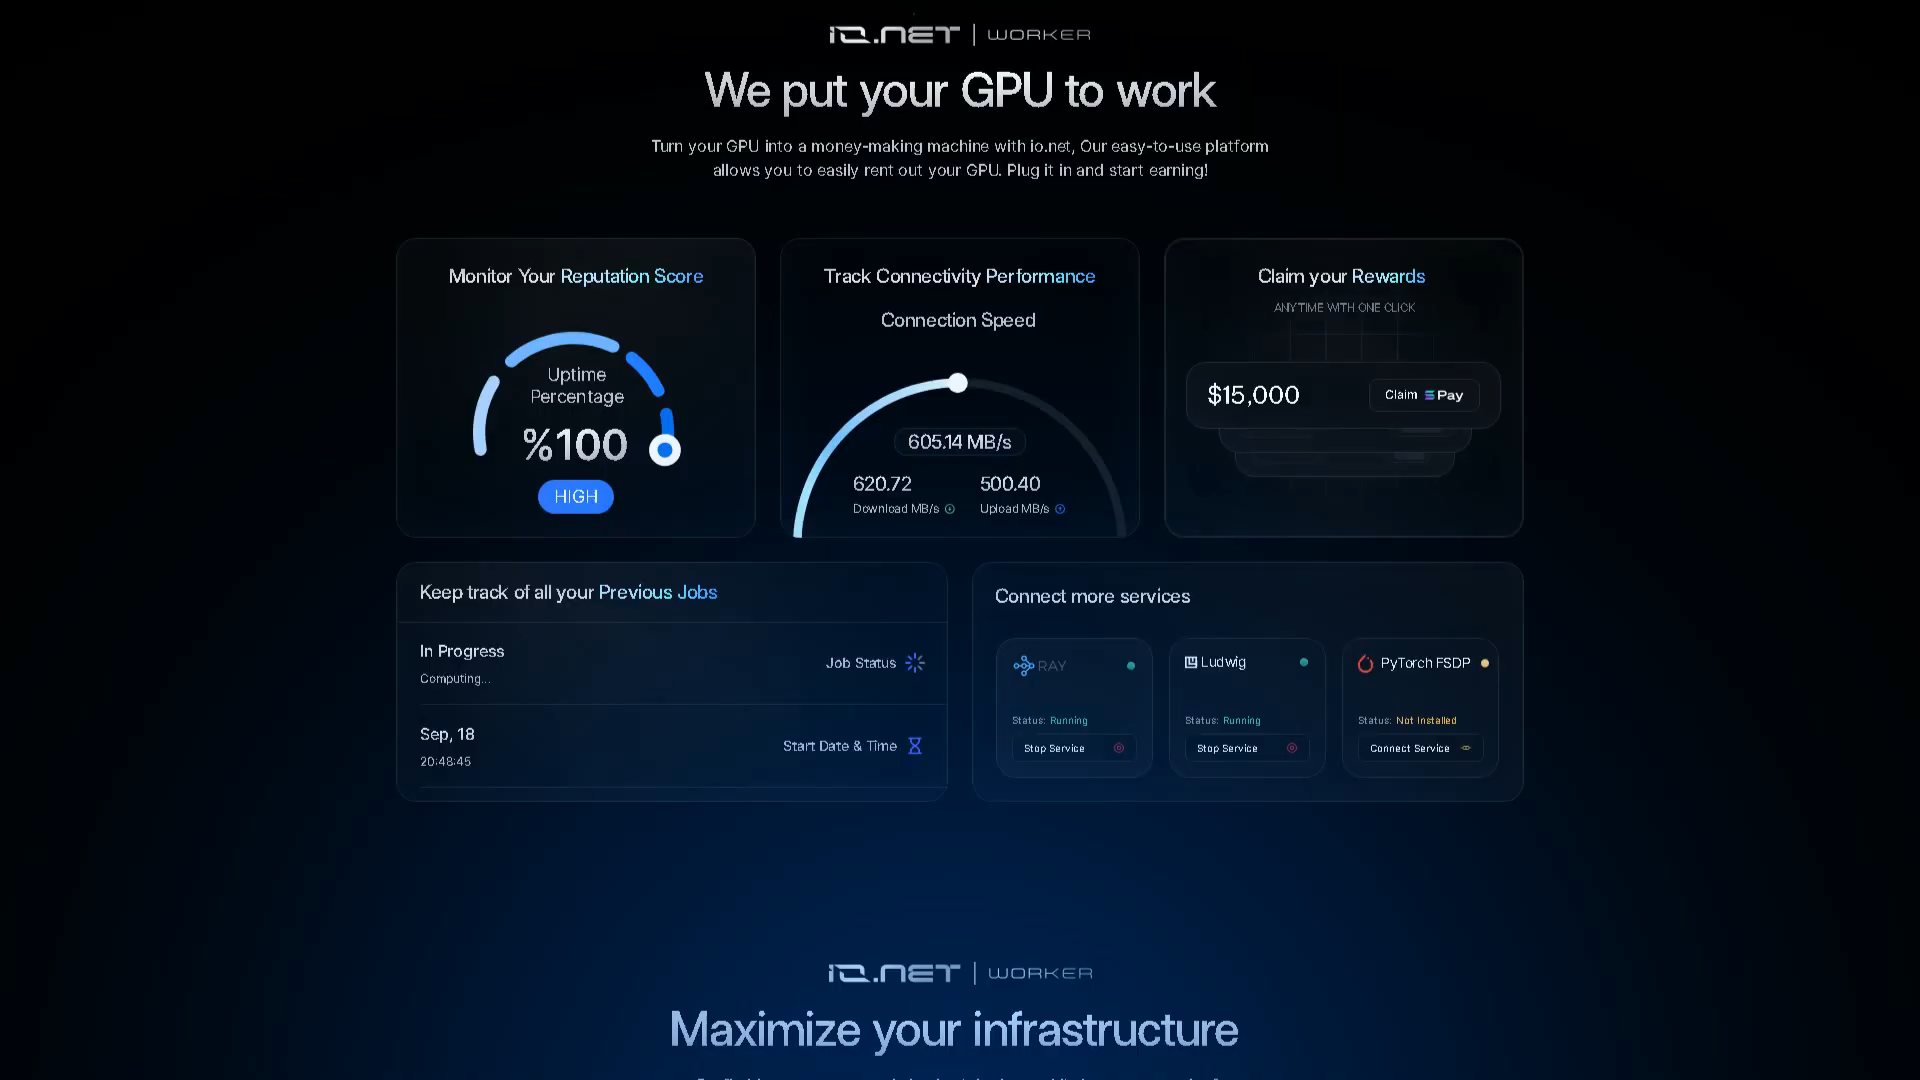 io.net | WORKER
We put your GPU to work
Turn your GPU into a money-making machine with io.net, Our easy-to-use platform
allows you to easily rent out your GPU. Plug it in and start earning!
Monitor Your Reputation Score
Uptime
Percentage
%100
HIGH
Track Connectivity Performance
Connection Speed
605.14 MB/s
620.72
500.40
Download MB/s
Upload MB/s
Claim your Rewards
ANYTIME WITH ONE CLICK
$15,000
Claim Pay
Keep track of all your Previous Jobs
In Progress
Computing...
Job Status
Sep, 18
20:48:45
Start Date & Time
Connect more services
RAY
Status: Running
Stop Service
Ludwig
Status: Running
Stop Service
PyTorch FSDP
Status: Not Installed
Connect Service
io.net | WORKER
Maximize your infrastructure